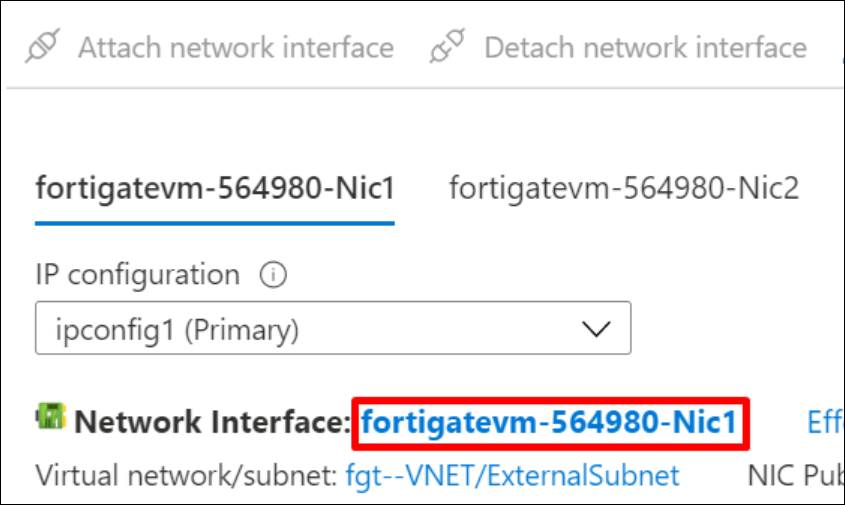 Attach network interface Detach network interface
fortigatevm-564980-Nic1 fortigatevm-564980-Nic2
IP configuration
ipconfig1 (Primary)
Network Interface: fortigatevm-564980-Nic1 Eff
Virtual network/subnet: fgt--VNET/ExternalSubnet NIC Pub